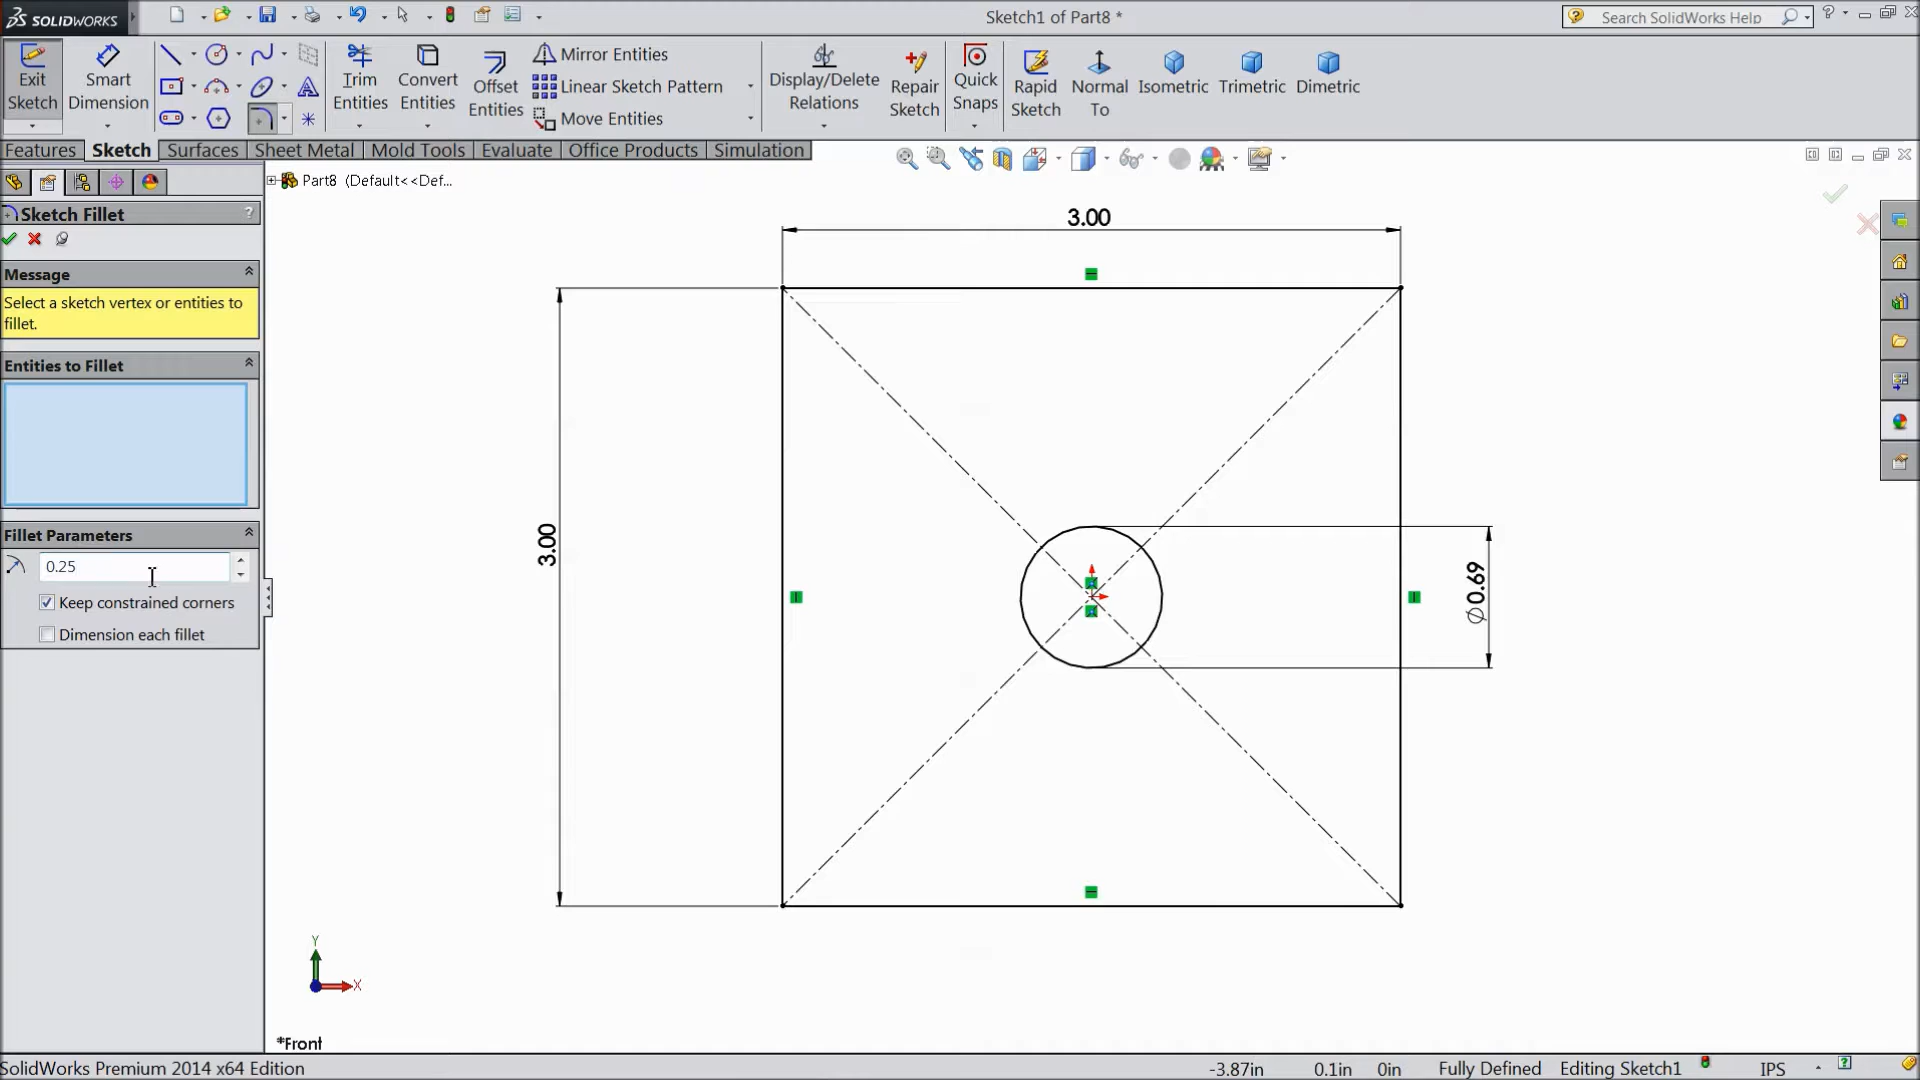 SOLIDWORKS
Sketch1 of Part8 *
Search SolidWorks Help
Exit Sketch
Smart Dimension
Trim Entities
Convert Entities
Offset Entities
Mirror Entities
Linear Sketch Pattern
Move Entities
Display/Delete Relations
Repair Sketch
Quick Snaps
Rapid Sketch
Normal To
Isometric
Trimetric
Dimetric
Features
Sketch
Surfaces
Sheet Metal
Mold Tools
Evaluate
Office Products
Simulation
Part8 (Default<<Def...
Sketch Fillet
?
Message
Select a sketch vertex or entities to
fillet.
Entities to Fillet
Fillet Parameters
0.25
Keep constrained corners
Dimension each fillet
3.00
3.00
∅0.69
Y
X
*Front
SolidWorks Premium 2014 x64 Edition
-3.87in
0.1in
0in
Fully Defined
Editing Sketch1
IPS